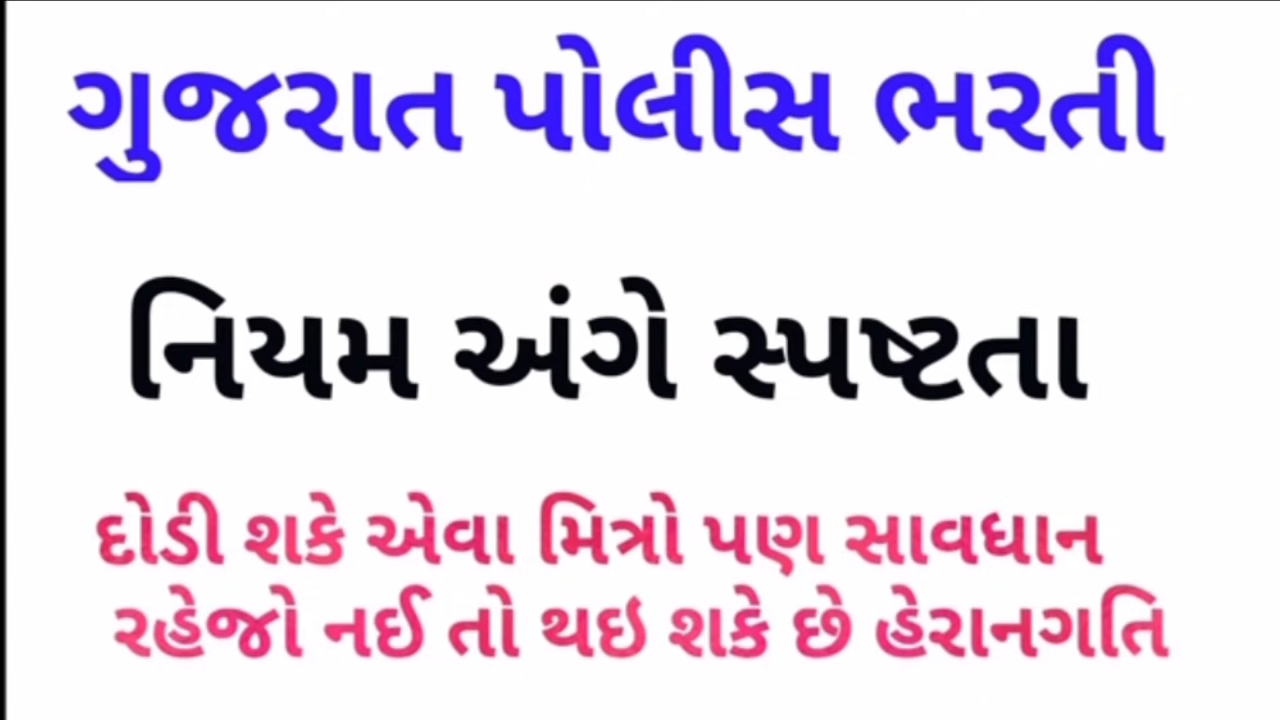 ગુજરાત પોલીસ ભરતી
નિયમ અંગે સ્પષ્ટતા
દોડી શકે એવા મિત્રો પણ સાવધાન
રહેજો નઈ તો થઇ શકે છે હેરાનગતિ